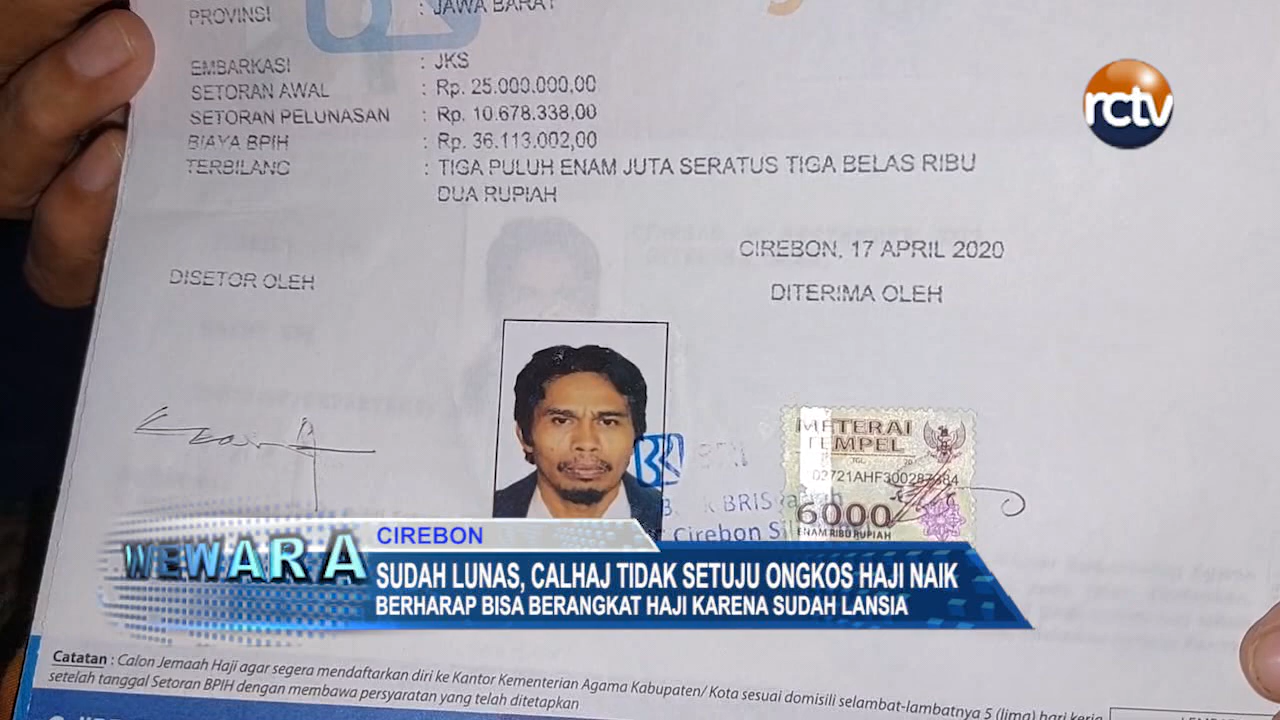 PROVINSI : JAWA BARAT
EMBARKASI : JKS
SETORAN AWAL : Rp. 25.000.000,00
SETORAN PELUNASAN : Rp. 10.678.338,00
BIAYA BPIH : Rp. 36.113.002,00
TERBILANG : TIGA PULUH ENAM JUTA SERATUS TIGA BELAS RIBU
DUA RUPIAH
rctv
CIREBON, 17 APRIL 2020
DISETOR OLEH
DITERIMA OLEH
METERAI
TEMPEL
6000
ENAM RIBU RUPIAH
BRIS
Cirebon
CIREBON
WEWARA
SUDAH LUNAS, CALHAJ TIDAK SETUJU ONGKOS HAJI NAIK
BERHARAP BISA BERANGKAT HAJI KARENA SUDAH LANSIA
Catatan : Calon Jemaah Haji agar segera mendaftarkan diri ke Kantor Kementerian Agama Kabupaten/ Kota sesuai domisili selambat-lambatnya 5 (lima) hari kerja
setelah tanggal Setoran BPIH dengan membawa persyaratan yang telah ditetapkan